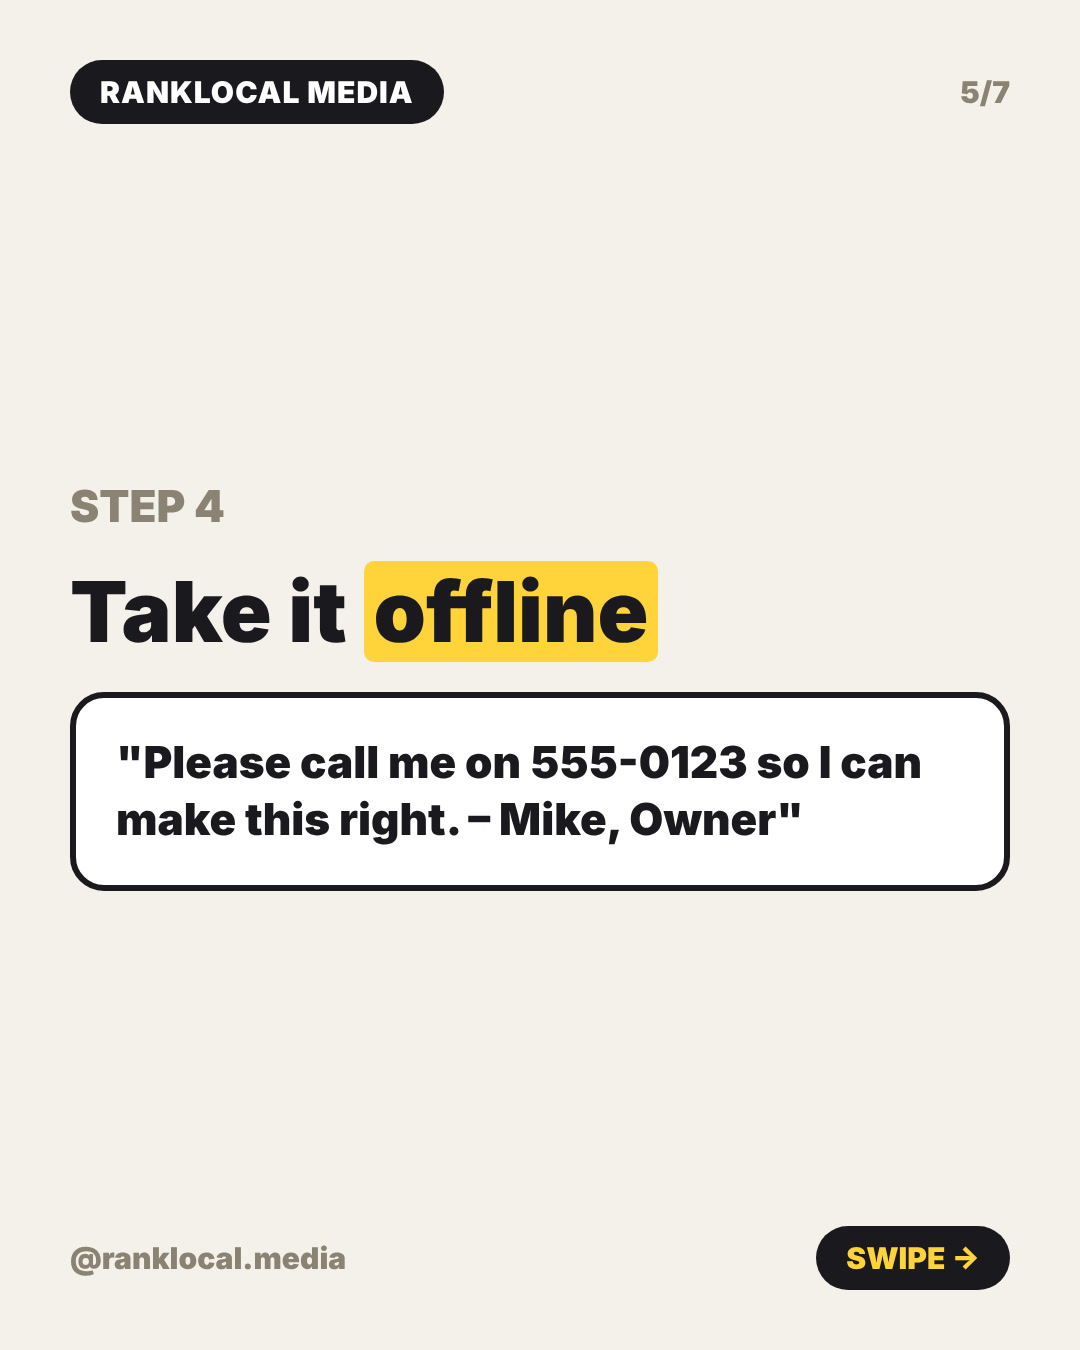 RANKLOCAL MEDIA
5/7
STEP 4
Take it offline
"Please call me on 555-0123 so I can
make this right. – Mike, Owner"
@ranklocal.media
SWIPE →